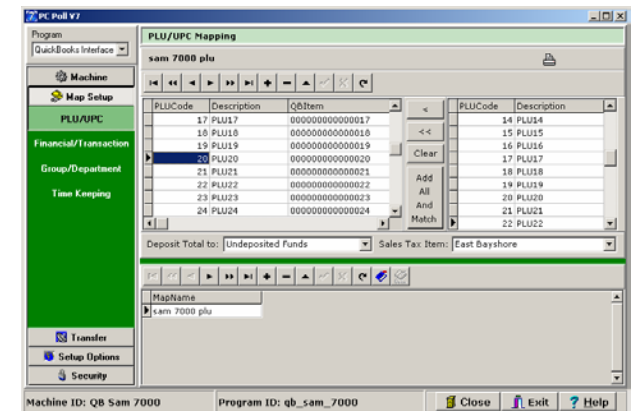 PC Poll V7
Program
QuickBooks Interface
Machine
Map Setup
PLU/UPC
Financial/Transaction
Group/Department
Time Keeping
Transfer
Setup Options
Security
PLU/UPC Mapping
sam 7000 plu
PLUCode Description QBItem
17 PLU17 000000000000017
18 PLU18 000000000000018
19 PLU19 000000000000019
20 PLU20 000000000000020
21 PLU21 000000000000021
22 PLU22 000000000000022
23 PLU23 000000000000023
24 PLU24 000000000000024
<
<<
Clear
Add
All
And
Match
PLUCode Description
14 PLU14
15 PLU15
16 PLU16
17 PLU17
18 PLU18
19 PLU19
20 PLU20
21 PLU21
22 PLU22
Deposit Total to: Undeposited Funds Sales Tax Item: East Bayshore
MapName
sam 7000 plu
Machine ID: QB Sam 7000 Program ID: qb_sam_7000 Close Exit ? Help